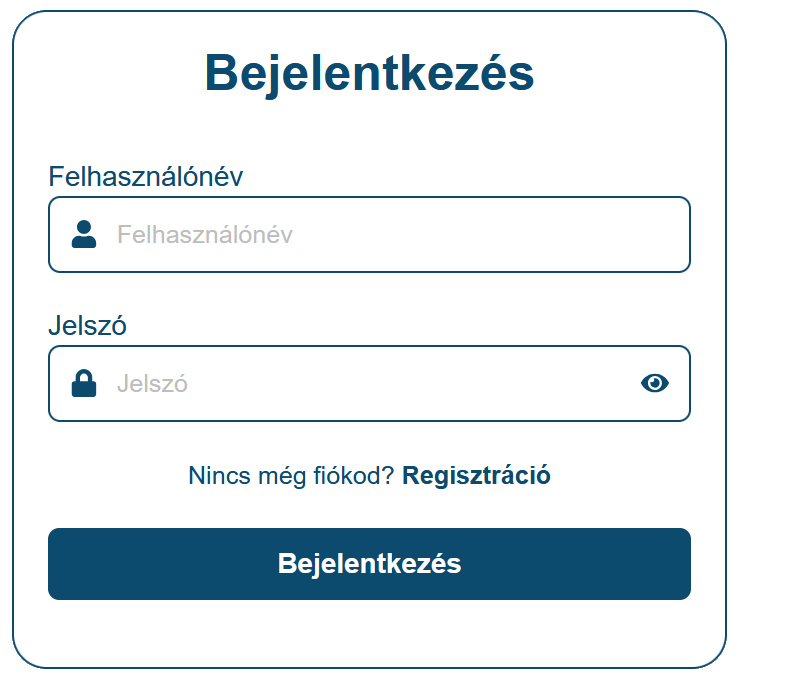 Bejelentkezés
Felhasználónév
Felhasználónév
Jelszó
Jelszó
Nincs még fiókod? Regisztráció
Bejelentkezés